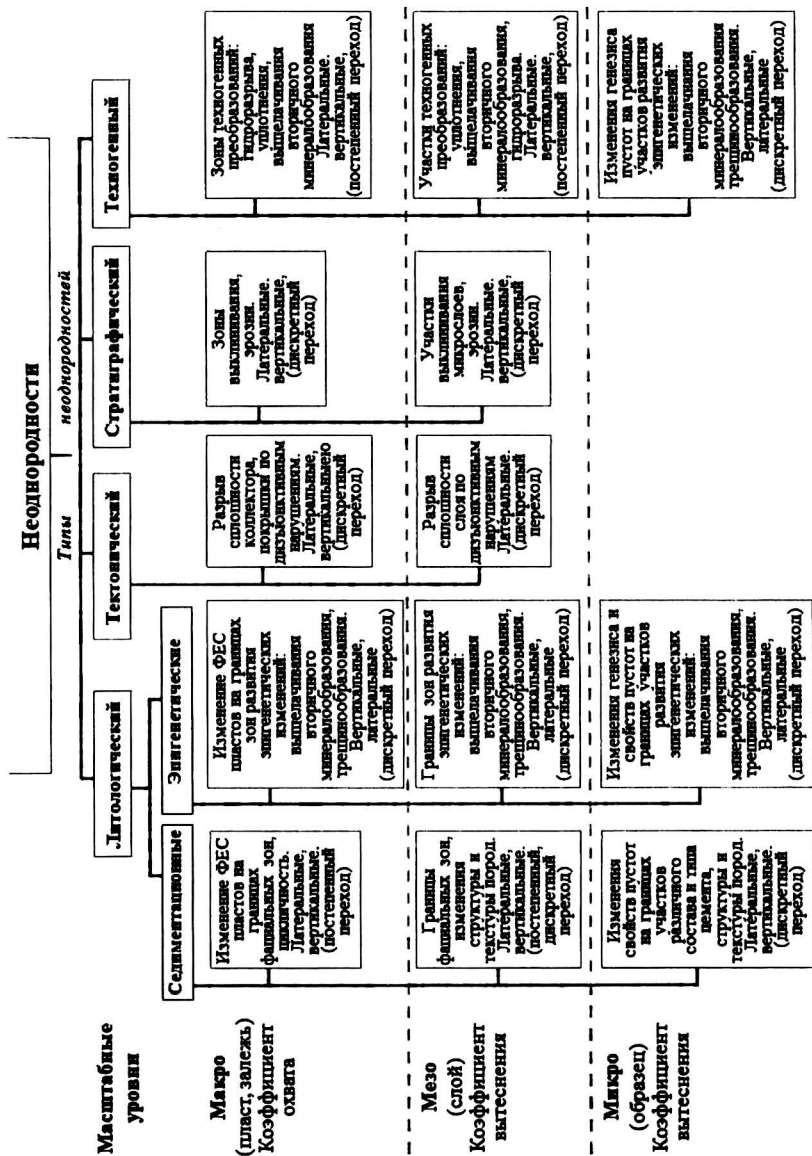 Неоднородности
Типы
неоднородностей
Масштабные
уровни
Литологический
Тектонический
Стратиграфический
Техногенный
Седиментационные
Эпигенетические
Макро
(пласт, залежь)
Коэффициент
охвата
Изменение ФЕС
пластов на
границах
фациальных зон,
цикличность.
Латеральные,
вертикальные.
(постепенный
переход)
Изменение ФЕС
пластов на границах
зон развития
эпигенетических
изменений:
выщелачивания
вторичного
минералообразования,
трещинообразования.
Вертикальные,
латеральные
(дискретный переход)
Разрыв
сплошности
коллектора,
покрышки по
дизъюнктивным
нарушениям.
Латеральные,
вертикальныею
(дискретный
переход)
Зоны
выклинивания,
эрозии.
Латеральные.
вертикальные,
(дискретный
переход)
Зоны техногенных
преобразований:
гидроразрыва,
уплотнения,
выщелачивания
вторичного
минералообразования
Латеральные.
вертикальные,
(постепенный переход)
Мезо
(слой)
Коэффициент
вытеснения
Границы
фациальных зон,
изменения
структуры и
текстуры пород.
Латеральные,
вертикальные.
(постепенный,
дискретный
переход)
Границы зон развития
эпигенетических
изменений:
выщелачивания
вторичного
минералообразования,
трещинообразования.
Вертикальные,
латеральные
(дискретный переход)
Разрыв
сплошности
слоя по
дизъюнктивным
нарушениям
Латеральные.
(дискретный
переход)
Участки
выклинивания
микрослоев,
эрозии.
Латеральные.
вертикальные,
(дискретный
переход)
Участки техногенных
преобразований:
уплотнения,
выщелачивания
вторичного
минералообразования,
гидроразрыва.
Латеральные.
вертикальные,
(постепенный переход)
Микро
(образец)
Коэффициент
вытеснения
Изменения
свойств пустот
на границах
участков
различного
состава и типа
цемента,
структуры и
текстуры пород.
Латеральные,
вертикальные.
(дискретный
переход)
Изменения генезиса и
свойств пустот на
границах участков
развития
эпигенетических
изменений:
выщелачивания
вторичного
минералообразования,
трещинообразования.
Вертикальные,
латеральные
(дискретный переход)
Изменения генезиса
пустот на границах
участков развития
эпигенетических
изменений:
выщелачивания
вторичного
минералообразования
трещинообразования.
Вертикальные,
латеральные
(дискретный переход)